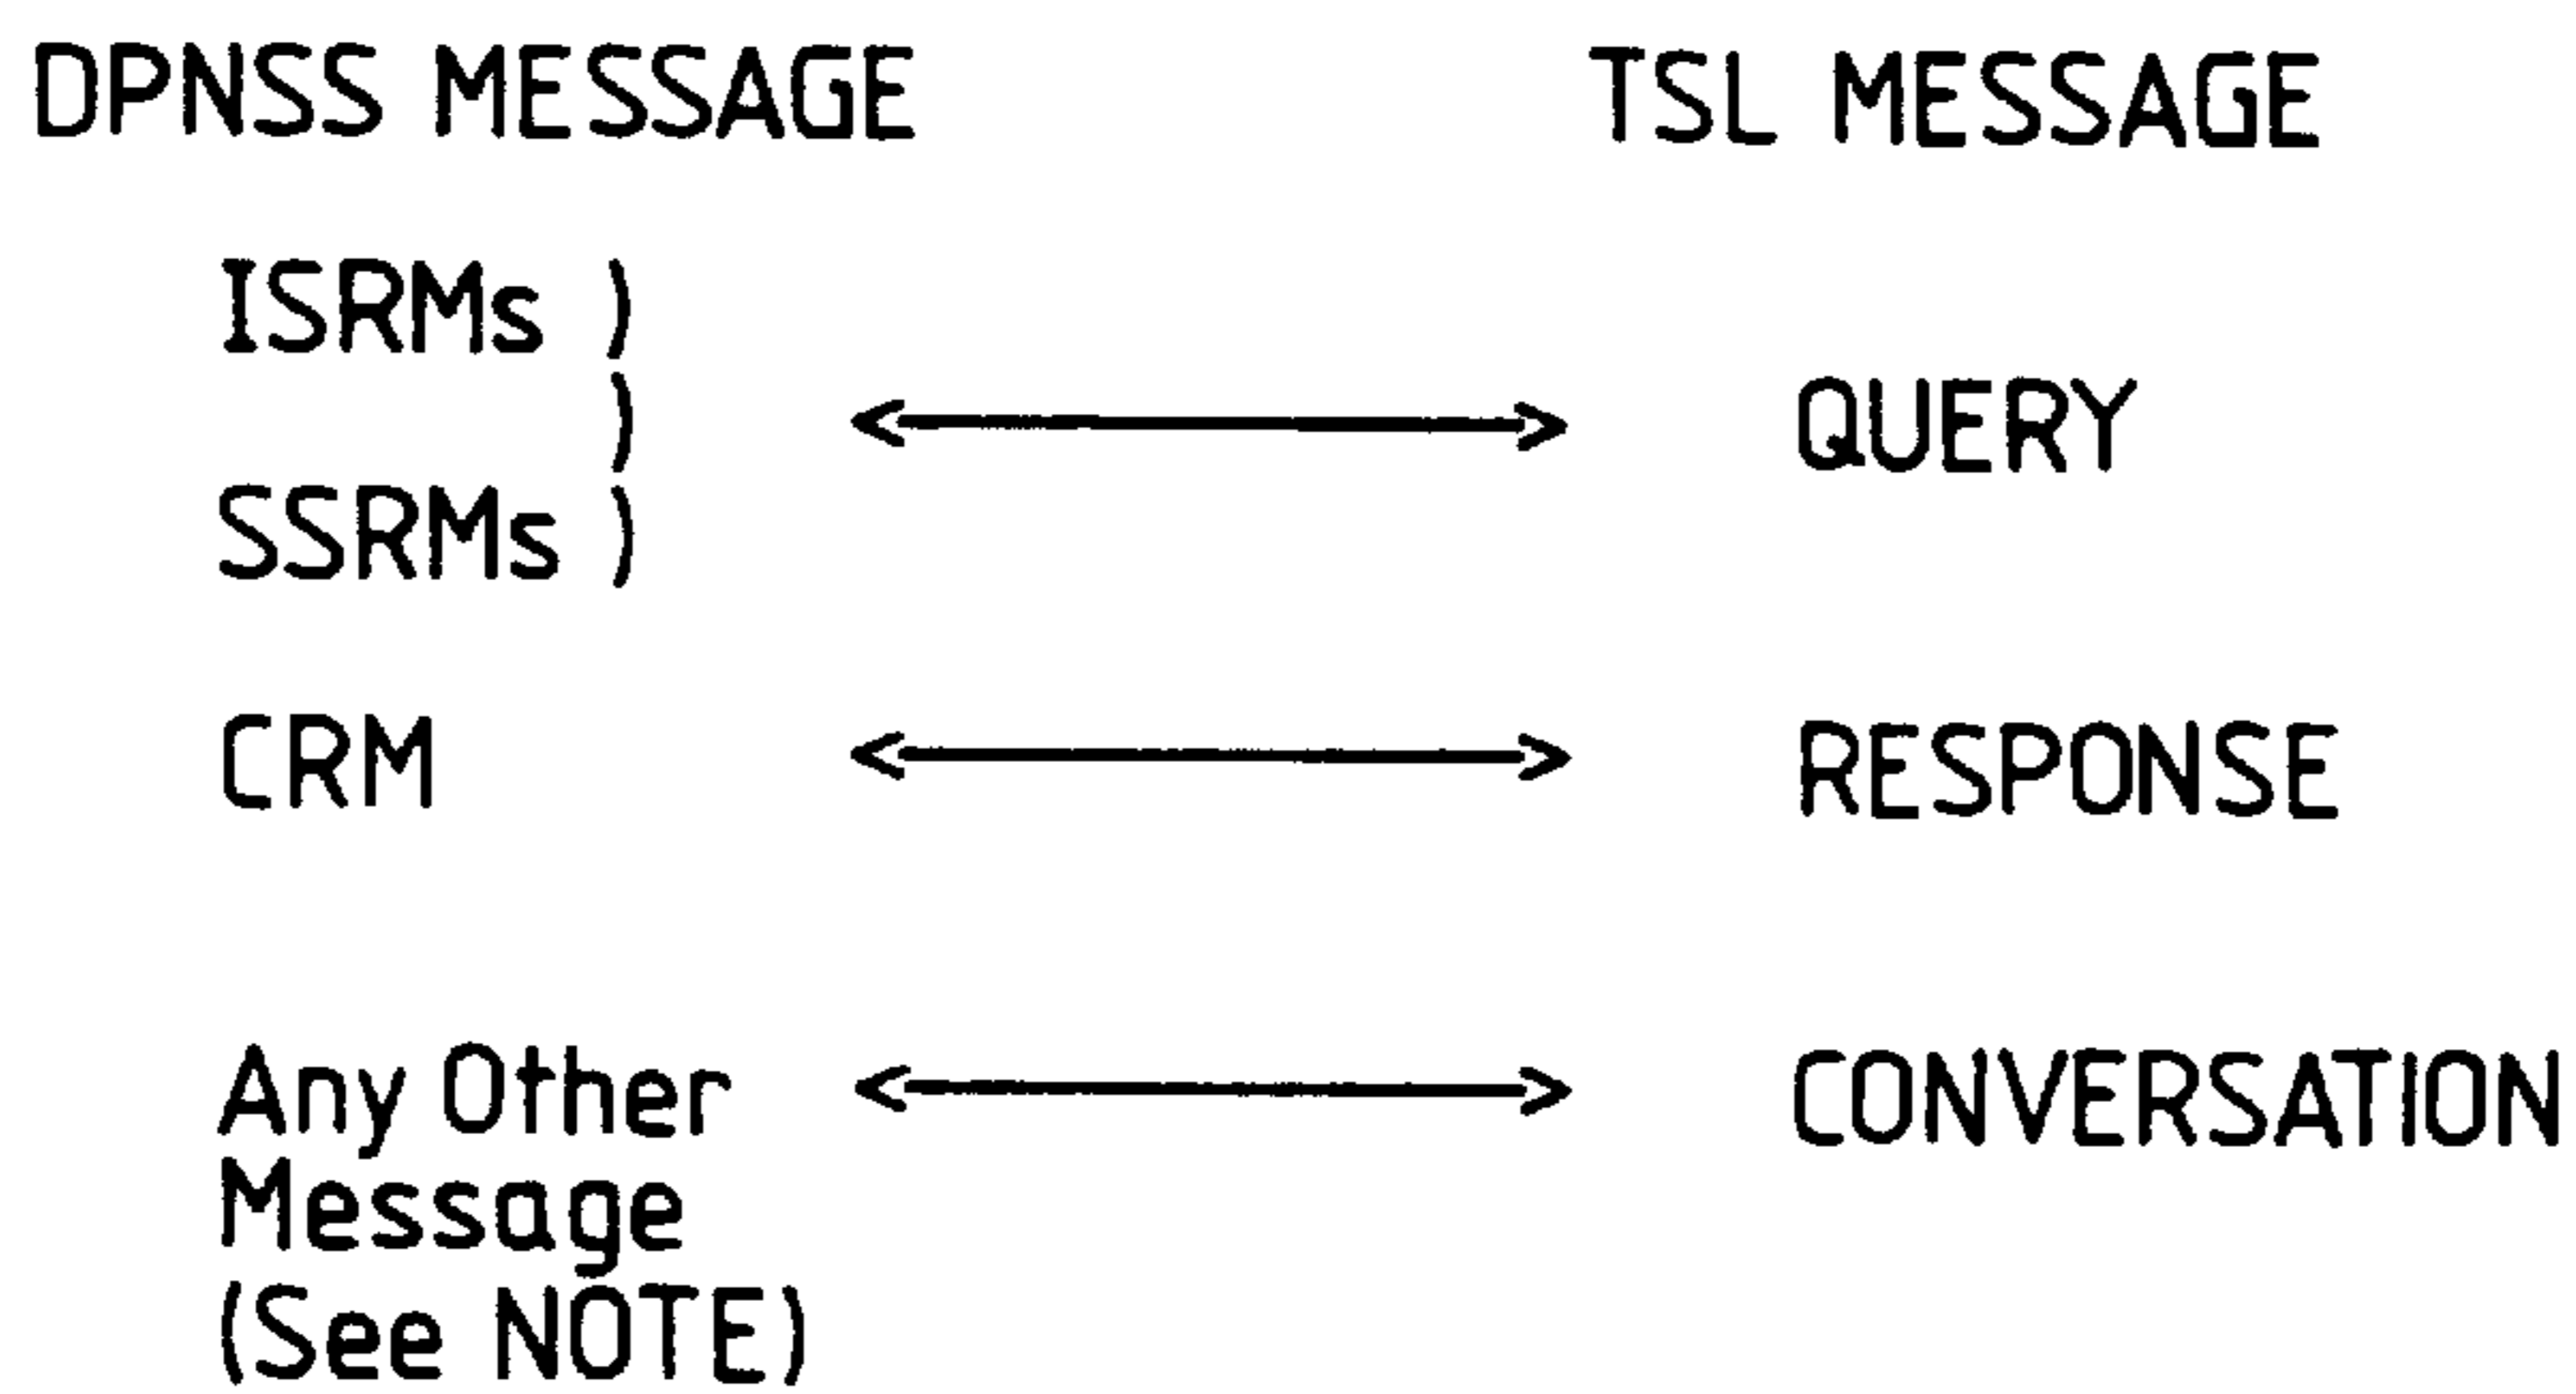 DPNSS MESSAGE TSL MESSAGE
ISRMs )
) QUERY
SSRMs )
CRM RESPONSE
Any Other CONVERSATION
Message
(See NOTE)